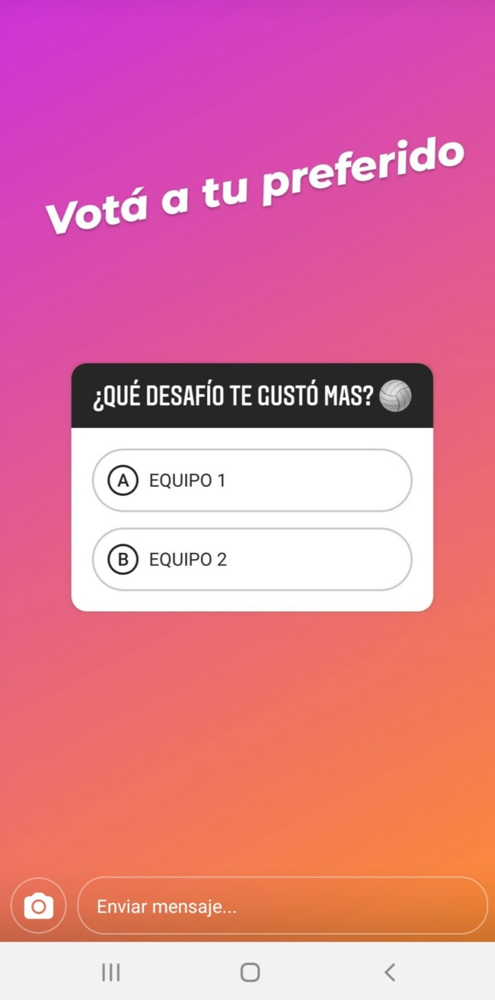 Votá a tu preferido
¿QUÉ DESAFÍO TE GUSTÓ MAS? 🏐
A EQUIPO 1
B EQUIPO 2
Enviar mensaje...